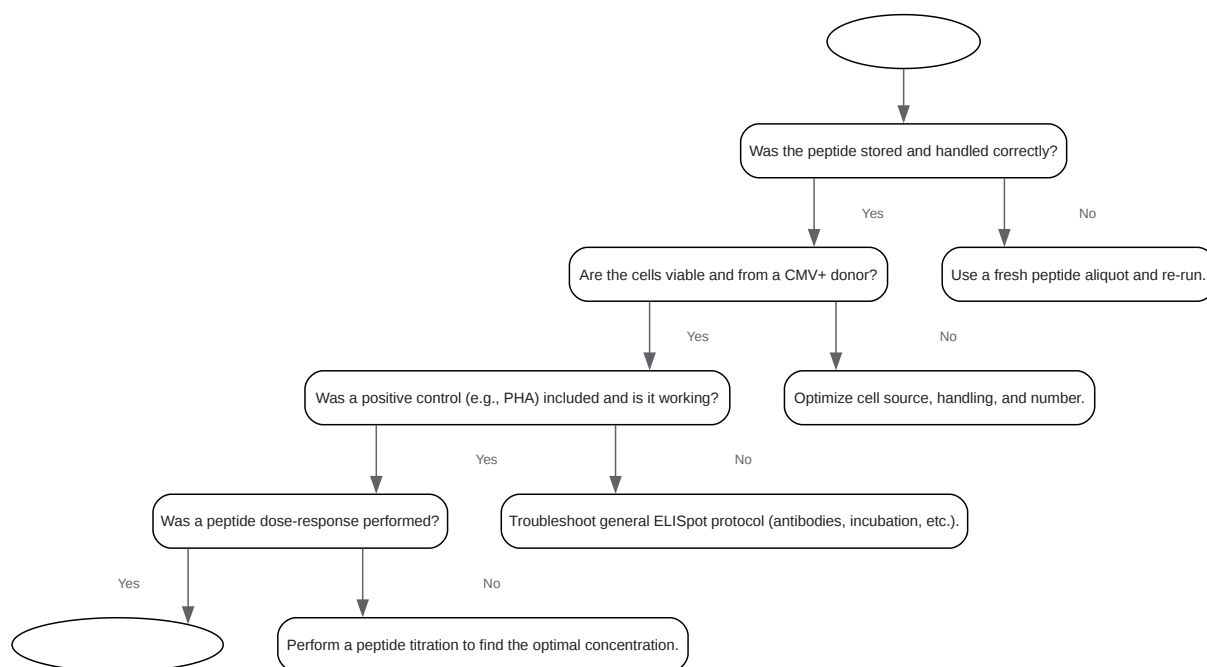 Was the peptide stored and handled correctly?
Yes
No
Are the cells viable and from a CMV+ donor?
Use a fresh peptide aliquot and re-run.
Yes
No
Was a positive control (e.g., PHA) included and is it working?
Optimize cell source, handling, and number.
Yes
No
Was a peptide dose-response performed?
Troubleshoot general ELISpot protocol (antibodies, incubation, etc.).
Yes
No
Perform a peptide titration to find the optimal concentration.